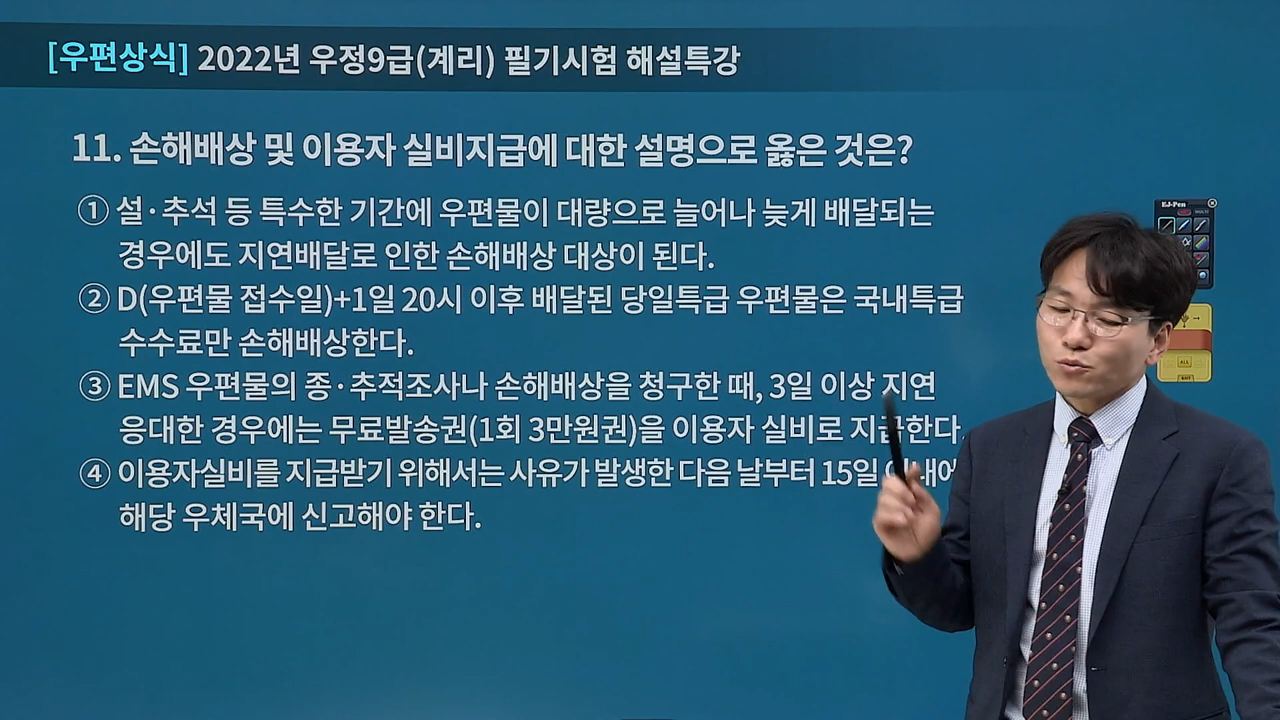 [우편상식] 2022년 우정9급(계리) 필기시험 해설특강
11. 손해배상 및 이용자 실비지급에 대한 설명으로 옳은 것은?
① 설·추석 등 특수한 기간에 우편물이 대량으로 늘어나 늦게 배달되는
경우에도 지연배달로 인한 손해배상 대상이 된다.
② D(우편물 접수일)+1일 20시 이후 배달된 당일특급 우편물은 국내특급
수수료만 손해배상한다.
③ EMS 우편물의 종·추적조사나 손해배상을 청구한 때, 3일 이상 지연
응대한 경우에는 무료발송권(1회 3만원권)을 이용자 실비로 지급한다.
④ 이용자실비를 지급받기 위해서는 사유가 발생한 다음 날부터 15일
해당 우체국에 신고해야 한다.
EJ-Pen
MULTI
ALL